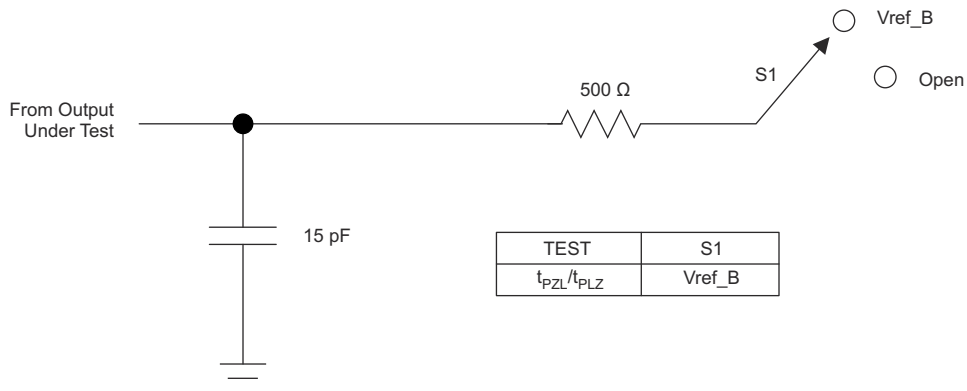 Vref_B
S1
Open
500 Ω
From Output
Under Test
15 pF
TEST S1
tPZL/tPLZ Vref_B